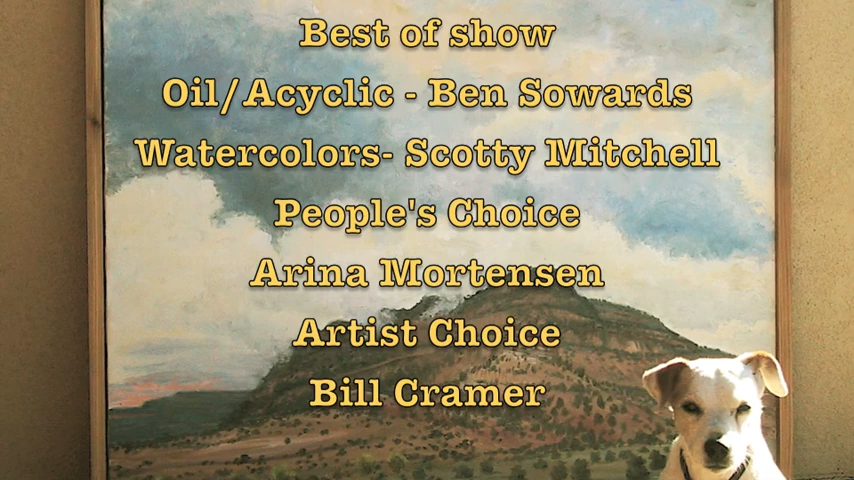 Best of show
Oil/Acyclic - Ben Sowards
Watercolors- Scotty Mitchell
People's Choice
Arina Mortensen
Artist Choice
Bill Cramer